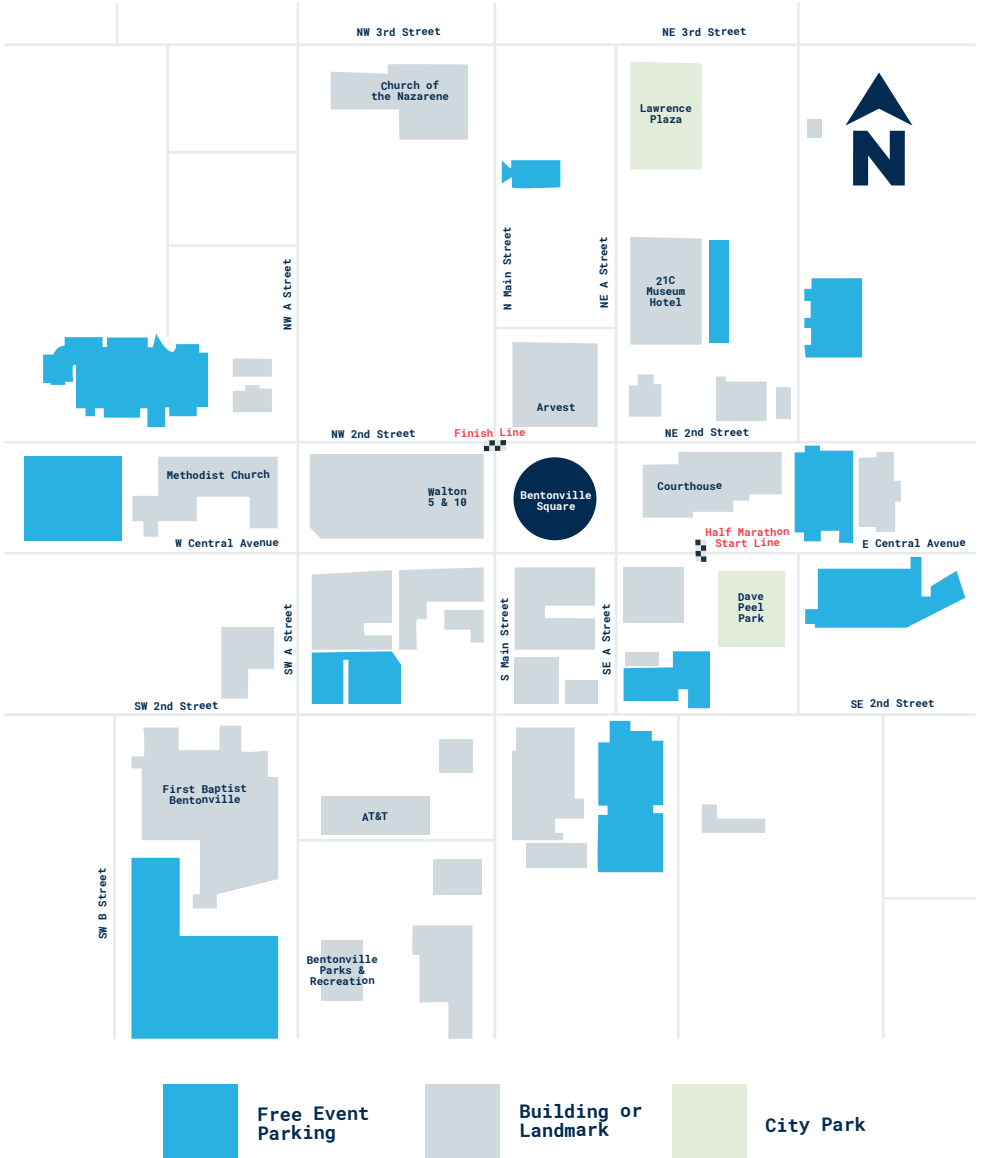 NW 3rd Street
NE 3rd Street
Church of
the Nazarene
Lawrence
Plaza
N
N Main Street
NE A Street
NW A Street
21C
Museum
Hotel
Arvest
NW 2nd Street
Finish Line
NE 2nd Street
Methodist Church
Walton
5 & 10
Bentonville
Square
Courthouse
Half Marathon
Start Line
W Central Avenue
E Central Avenue
SW A Street
S Main Street
SE A Street
Dave
Peel
Park
SW 2nd Street
SE 2nd Street
First Baptist
Bentonville
AT&T
SW B Street
Bentonville
Parks &
Recreation
Free Event
Parking
Building or
Landmark
City Park